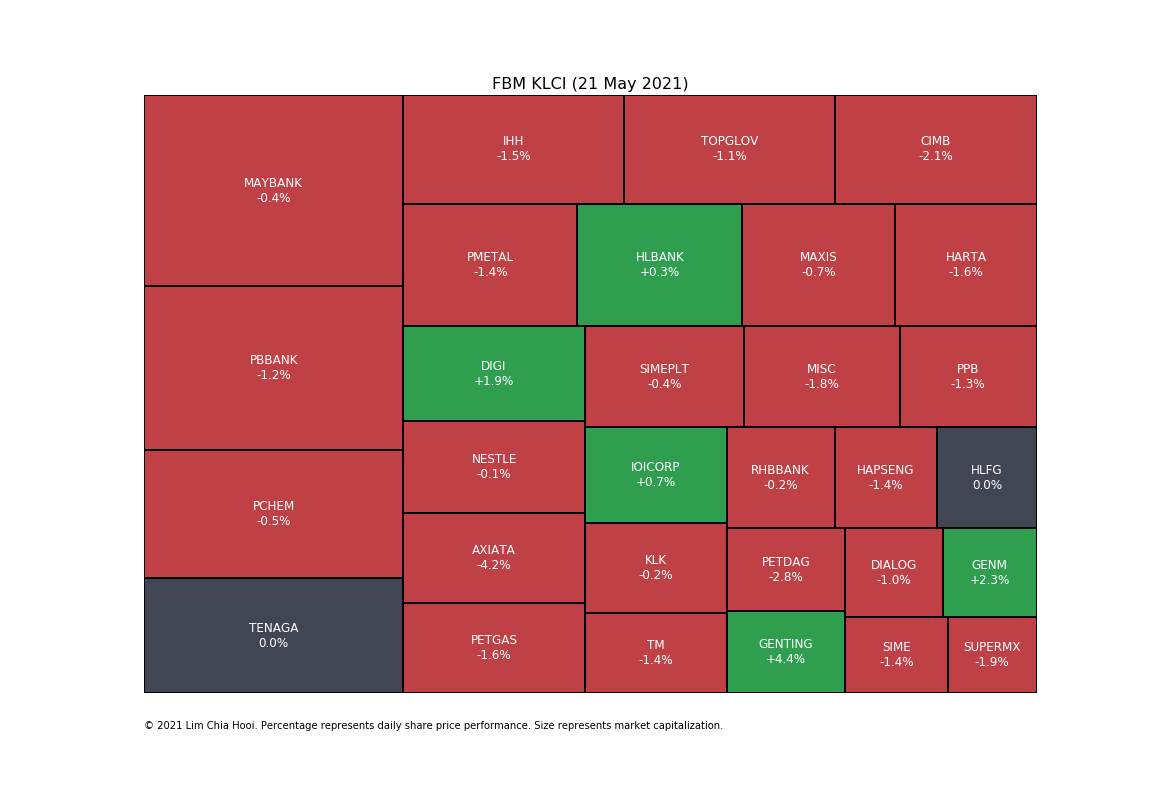 FBM KLCI (21 May 2021)
MAYBANK
-0.4%
PBBANK
-1.2%
PCHEM
-0.5%
TENAGA
0.0%
IHH
-1.5%
TOPGLOV
-1.1%
CIMB
-2.1%
PMETAL
-1.4%
HLBANK
+0.3%
MAXIS
-0.7%
HARTA
-1.6%
DIGI
+1.9%
NESTLE
-0.1%
AXIATA
-4.2%
PETGAS
-1.6%
SIMEPLT
-0.4%
MISC
-1.8%
PPB
-1.3%
IOICORP
+0.7%
KLK
-0.2%
TM
-1.4%
RHBBANK
-0.2%
HAPSENG
-1.4%
HLFG
0.0%
PETDAG
-2.8%
GENTING
+4.4%
DIALOG
-1.0%
GENM
+2.3%
SIME
-1.4%
SUPERMX
-1.9%
© 2021 Lim Chia Hooi. Percentage represents daily share price performance. Size represents market capitalization.